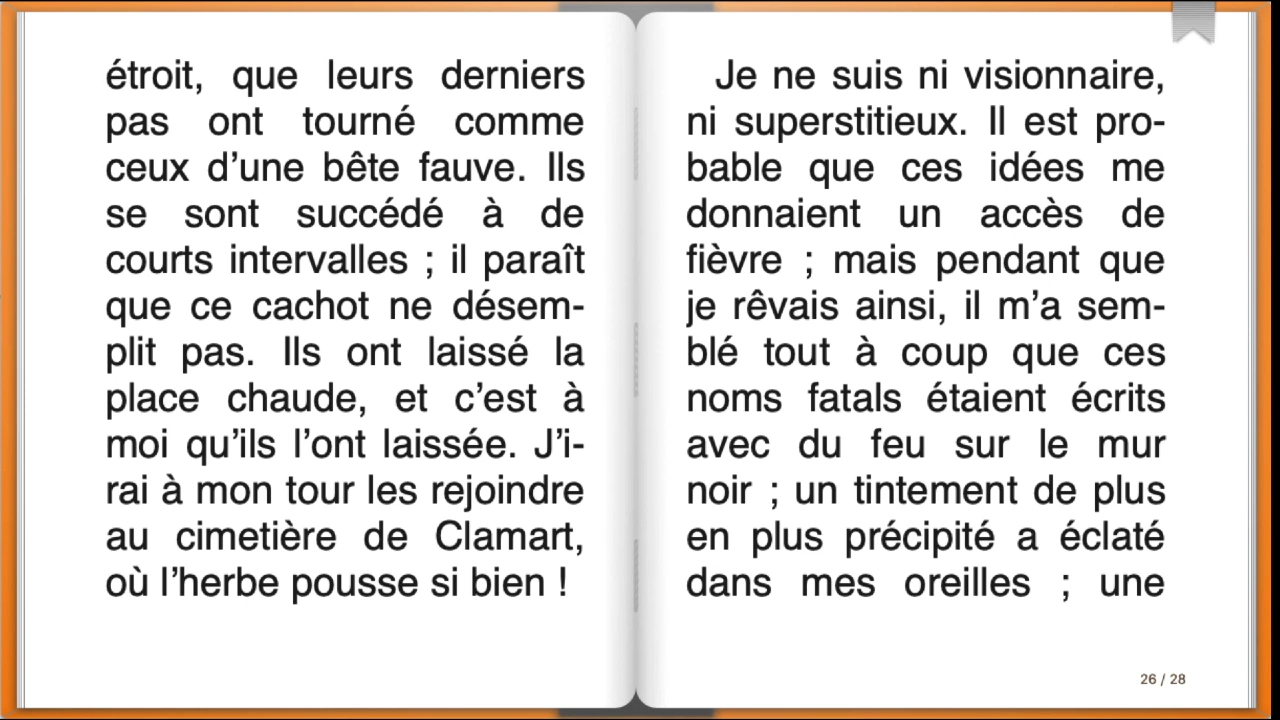 étroit, que leurs derniers
pas ont tourné comme
ceux d’une bête fauve. Ils
se sont succédé à de
courts intervalles ; il paraît
que ce cachot ne désem-
plit pas. Ils ont laissé la
place chaude, et c’est à
moi qu’ils l’ont laissée. J’i-
rai à mon tour les rejoindre
au cimetière de Clamart,
où l’herbe pousse si bien !
Je ne suis ni visionnaire,
ni superstitieux. Il est pro-
bable que ces idées me
donnaient un accès de
fièvre ; mais pendant que
je rêvais ainsi, il m’a sem-
blé tout à coup que ces
noms fatals étaient écrits
avec du feu sur le mur
noir ; un tintement de plus
en plus précipité a éclaté
dans mes oreilles ; une
26 / 28